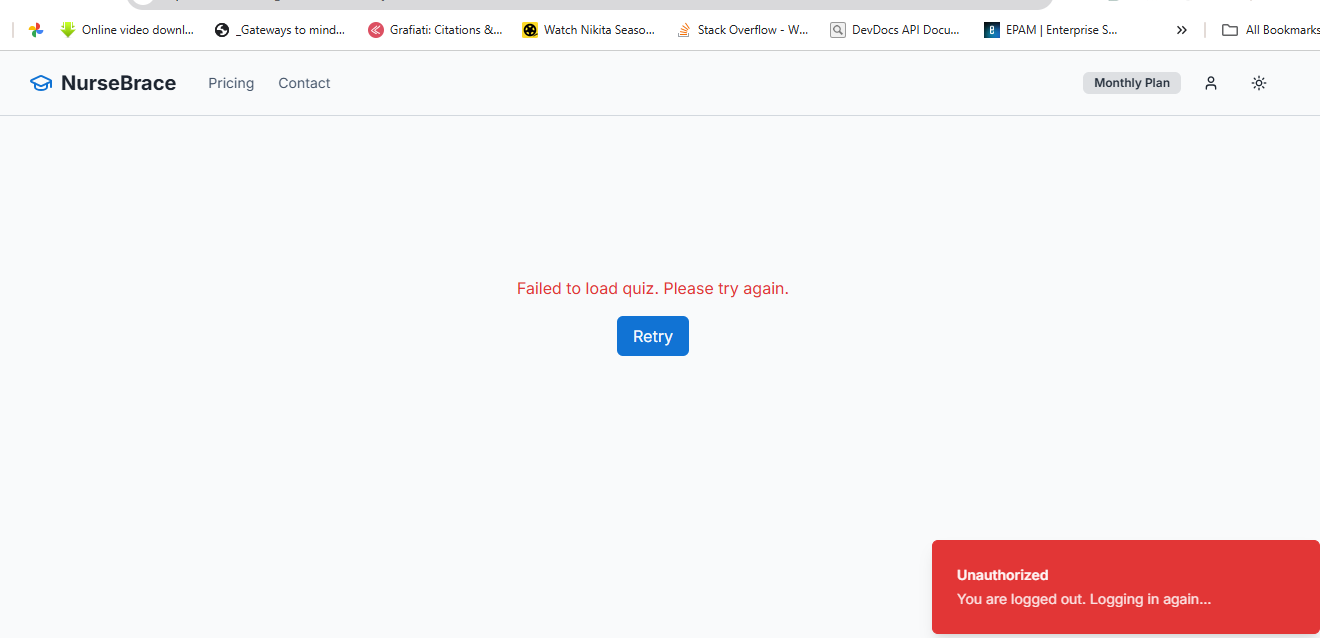 Online video downl...
_Gateways to mind...
Grafiati: Citations &...
Watch Nikita Seaso...
Stack Overflow - W...
DevDocs API Docu...
EPAM | Enterprise S...
All Bookmarks
NurseBrace
Pricing
Contact
Monthly Plan
Failed to load quiz. Please try again.
Retry
Unauthorized
You are logged out. Logging in again...